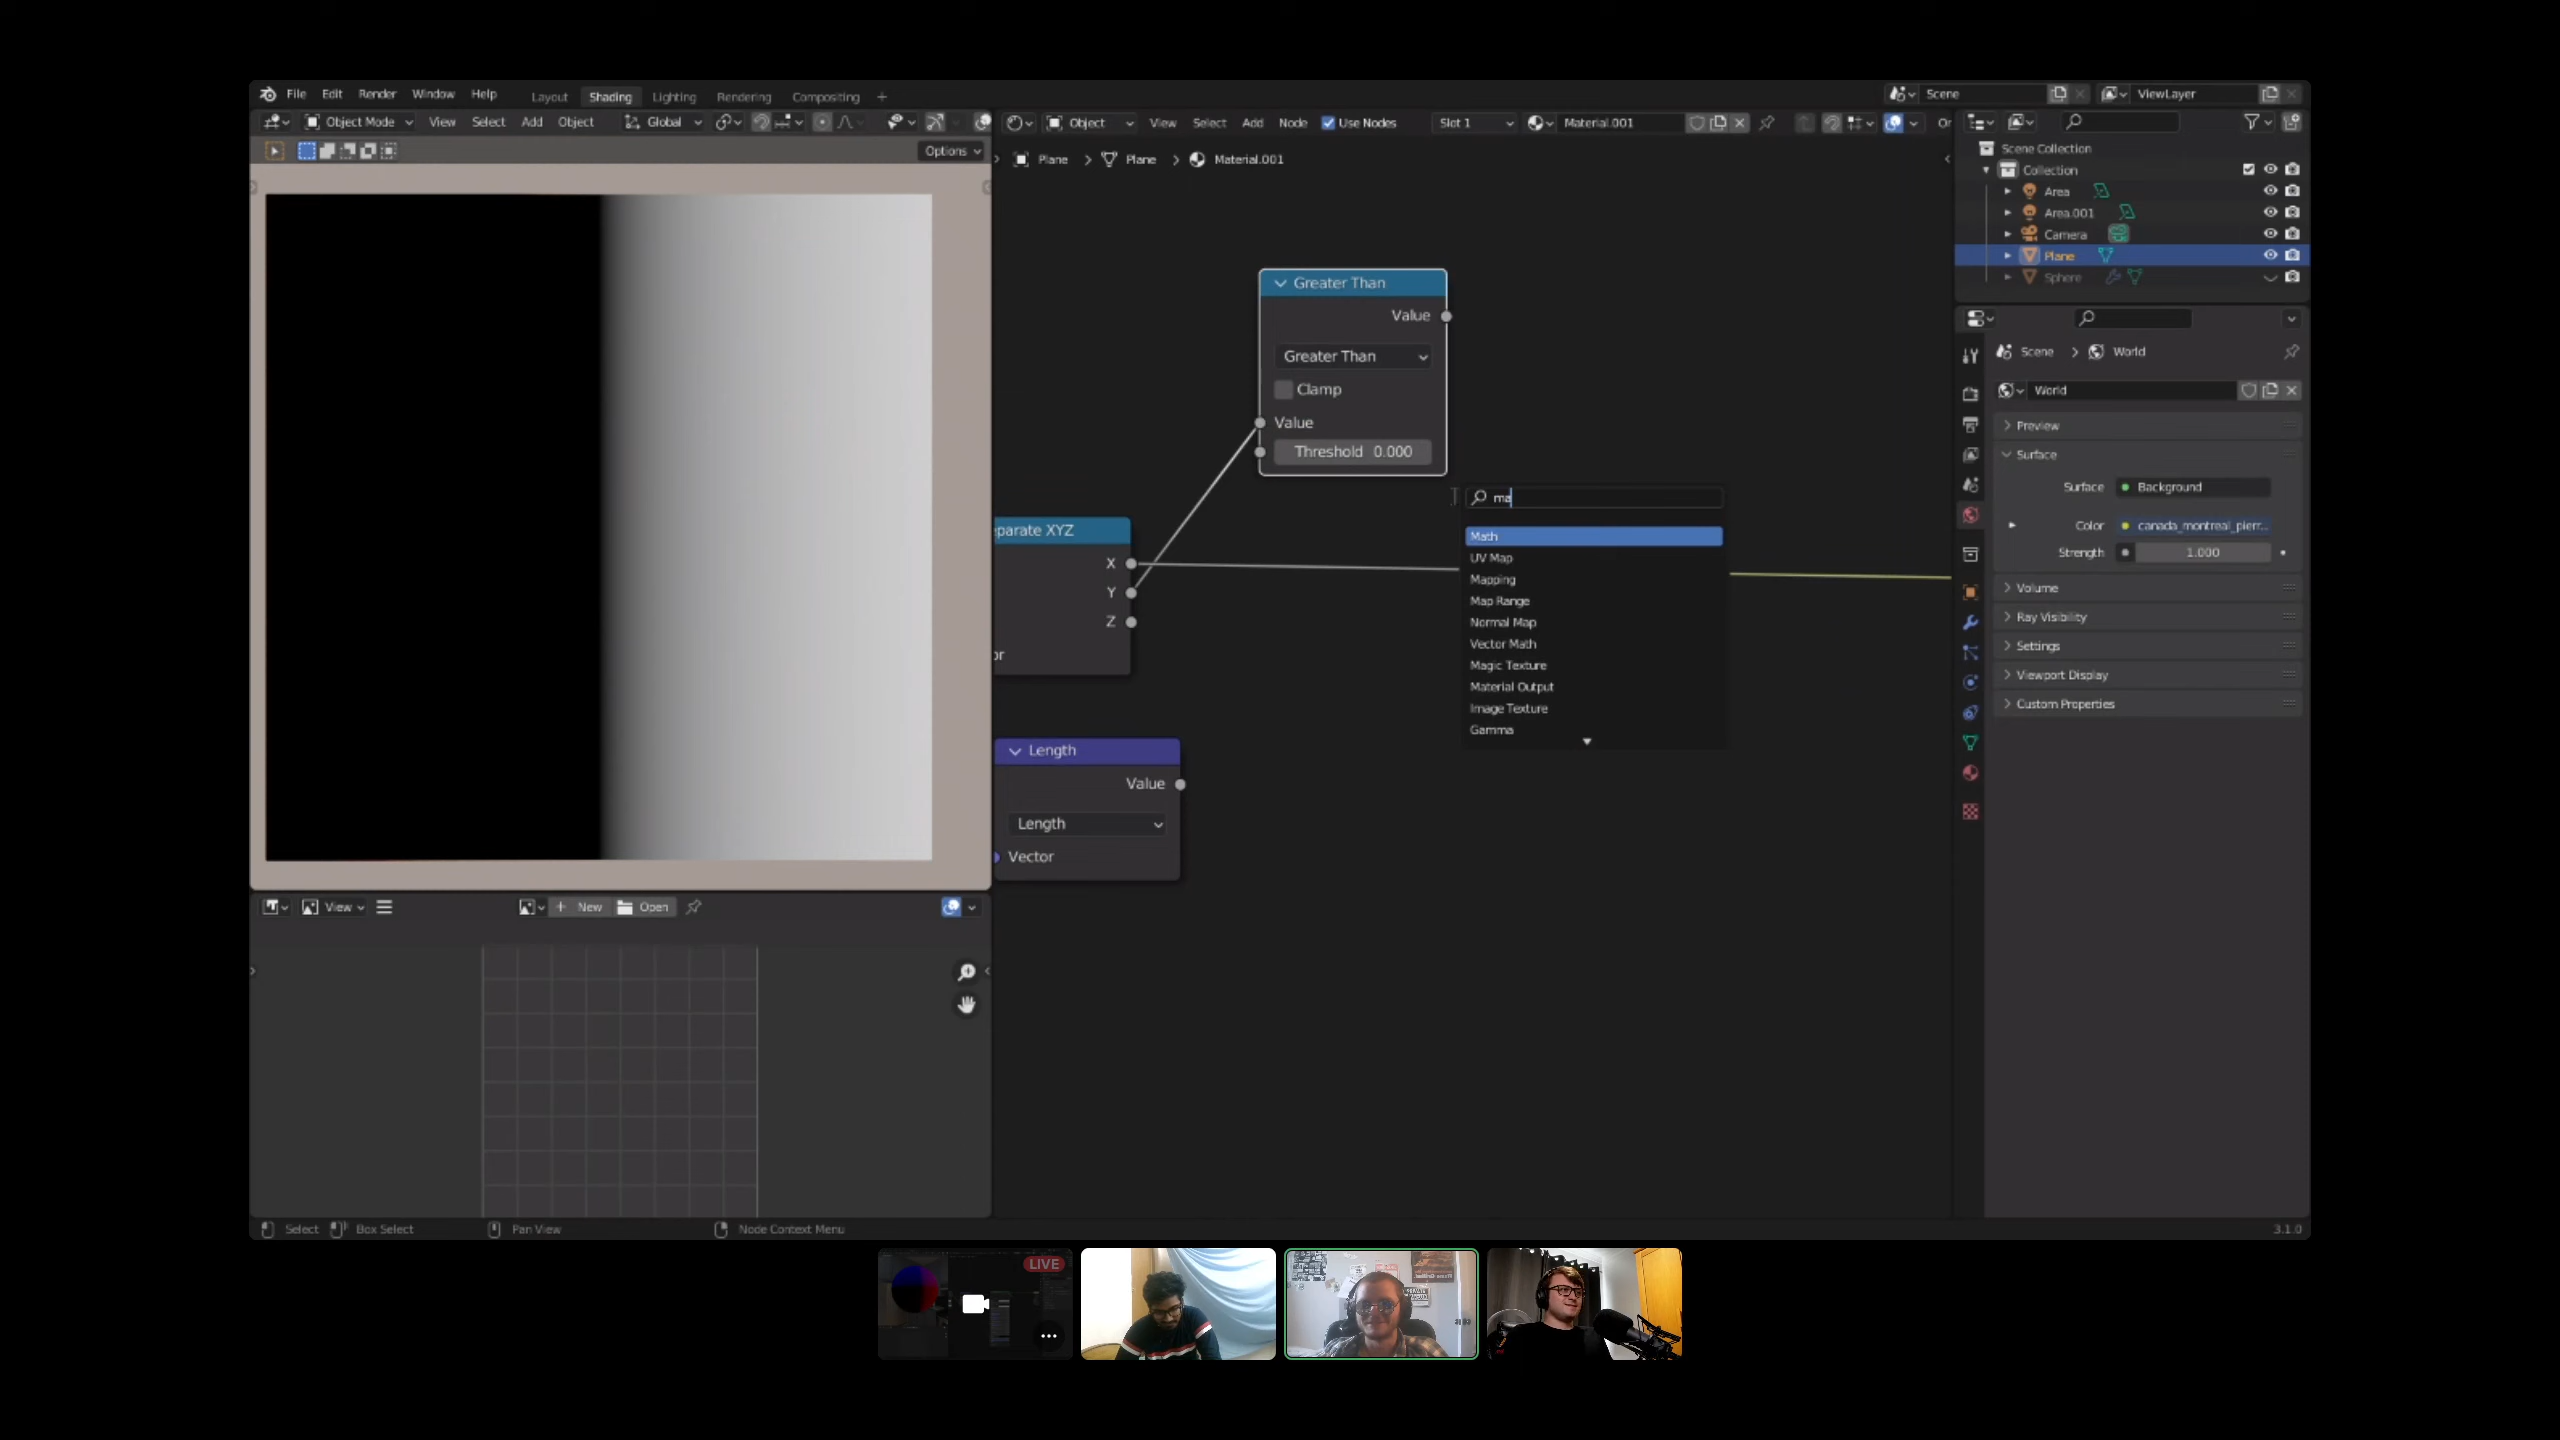 File Edit Render Window Help Layout Shading Lighting Rendering Compositing + Scene ViewLayer
Object Mode View Select Add Object Global Object View Select Add Node Use Nodes Slot 1 Material.001 Or
Options
Plane > Plane > Material.001
Scene Collection
Collection
Area
Area.001
Camera
Plane
Sphere
Greater Than
Value
Greater Than
Clamp
Value
Threshold 0.000
ma
Math
UV Map
Mapping
Map Range
Normal Map
Vector Math
Magic Texture
Material Output
Image Texture
Gamma
eparate XYZ
X
Y
Z
or
Length
Value
Length
Vector
Scene > World
World
Preview
Surface
Surface Background
Color canada_montreal_pierr...
Strength 1.000
Volume
Ray Visibility
Settings
Viewport Display
Custom Properties
View New Open
Select Box Select Pan View Node Context Menu 3.1.0
LIVE